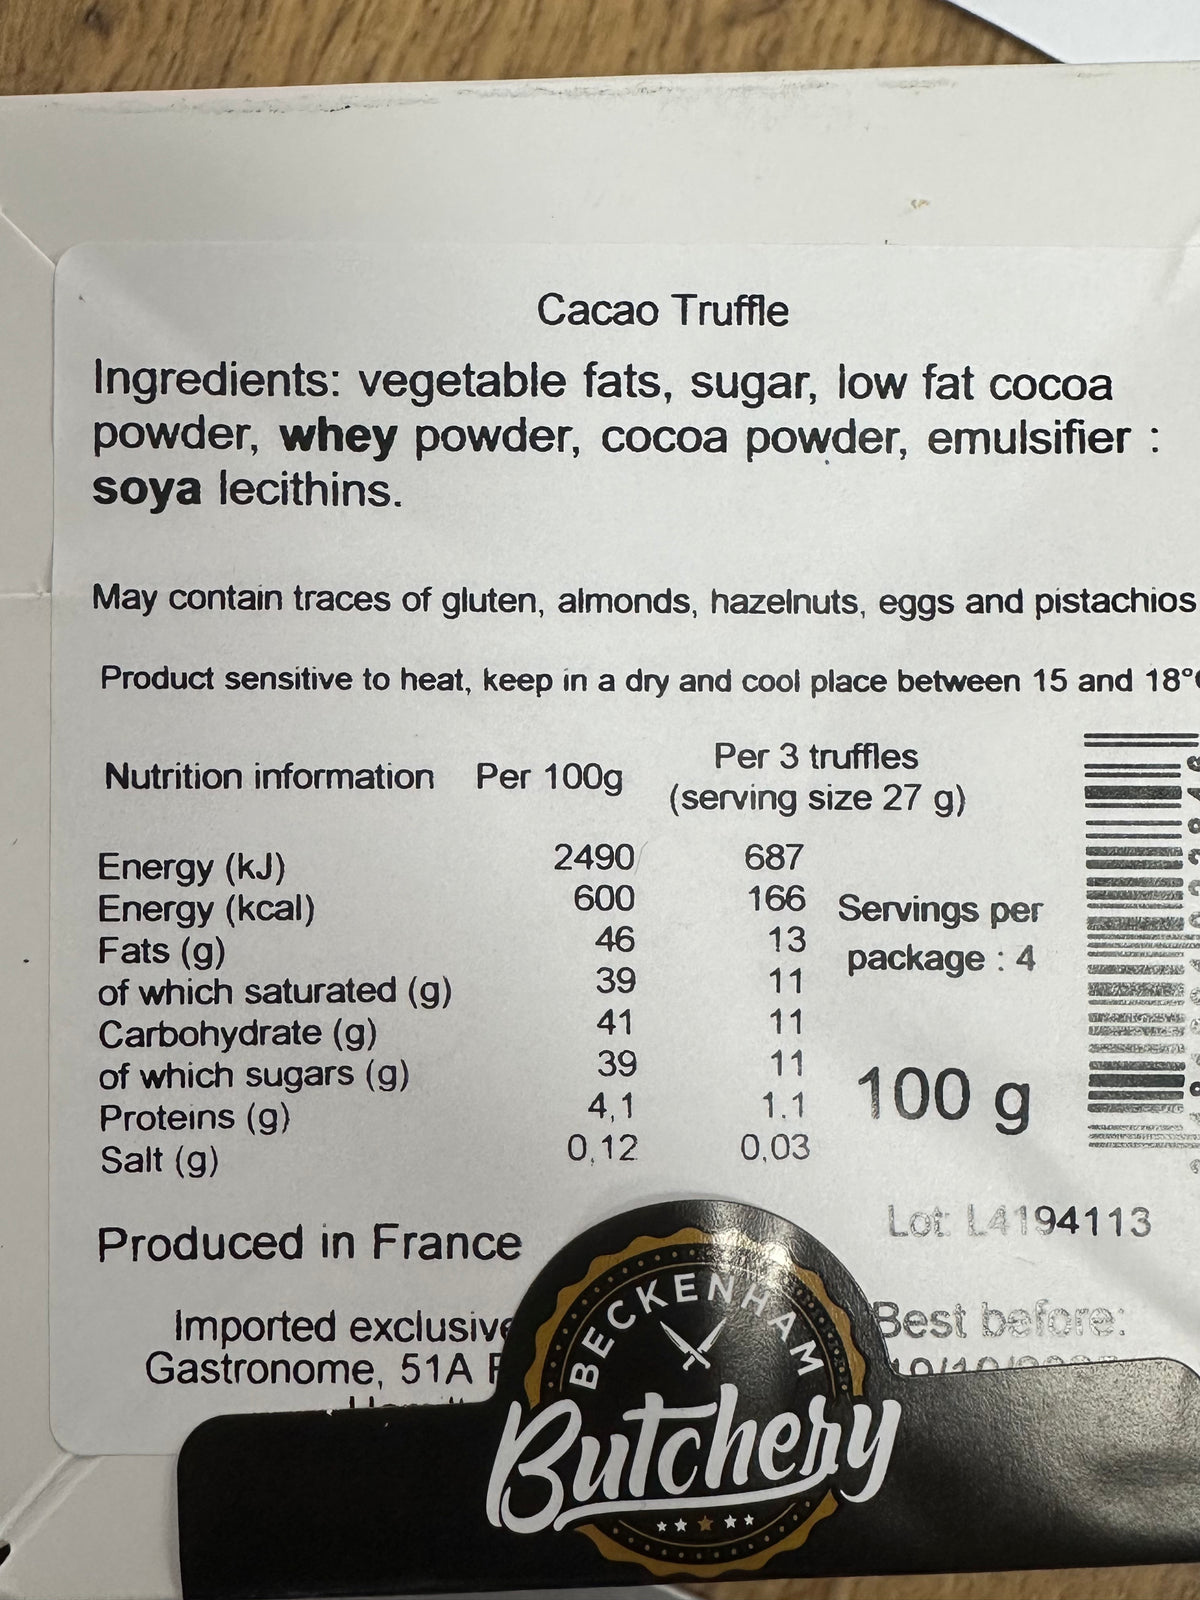 Cacao Truffle
Ingredients: vegetable fats, sugar, low fat cocoa
powder, whey powder, cocoa powder, emulsifier :
soya lecithins.
May contain traces of gluten, almonds, hazelnuts, eggs and pistachios
Product sensitive to heat, keep in a dry and cool place between 15 and 18°
Nutrition information Per 100g Per 3 truffles (serving size 27 g)
Energy (kJ) 2490 687
Energy (kcal) 600 166
Fats (g) 46 13
of which saturated (g) 39 11
Carbohydrate (g) 41 11
of which sugars (g) 39 11
Proteins (g) 4,1 1.1
Salt (g) 0,12 0,03
Servings per
package : 4
100 g
Lot: L4194113
Produced in France
Imported
Gastronome, 51A
Best before:
BECKENHAM
Butchery